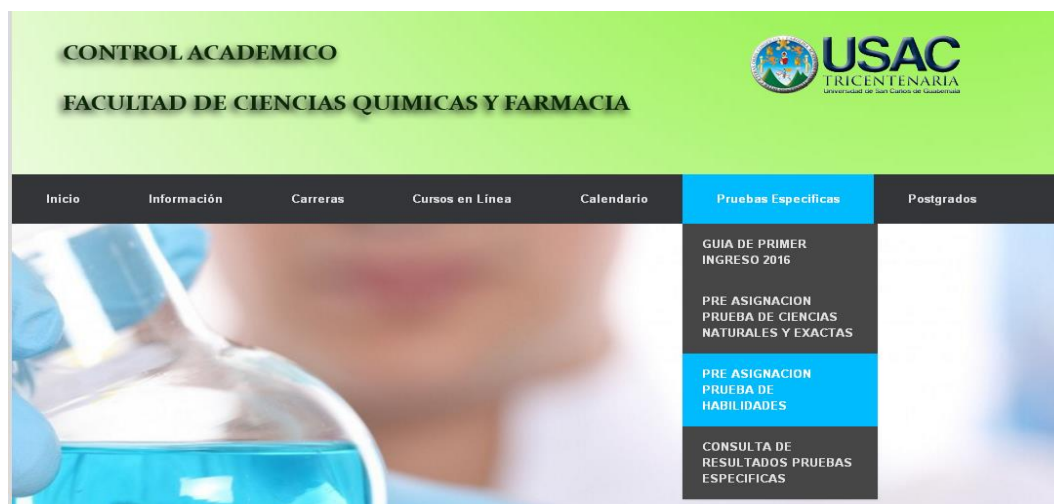 CONTROL ACADEMICO
FACULTAD DE CIENCIAS QUIMICAS Y FARMACIA
USAC
TRICENTENARIA
Universidad de San Carlos de Guatemala
Inicio Información Carreras Cursos en Línea Calendario Pruebas Especificas Postgrados
GUIA DE PRIMER
INGRESO 2016
PRE ASIGNACION
PRUEBA DE CIENCIAS
NATURALES Y EXACTAS
PRE ASIGNACION
PRUEBA DE
HABILIDADES
CONSULTA DE
RESULTADOS PRUEBAS
ESPECIFICAS